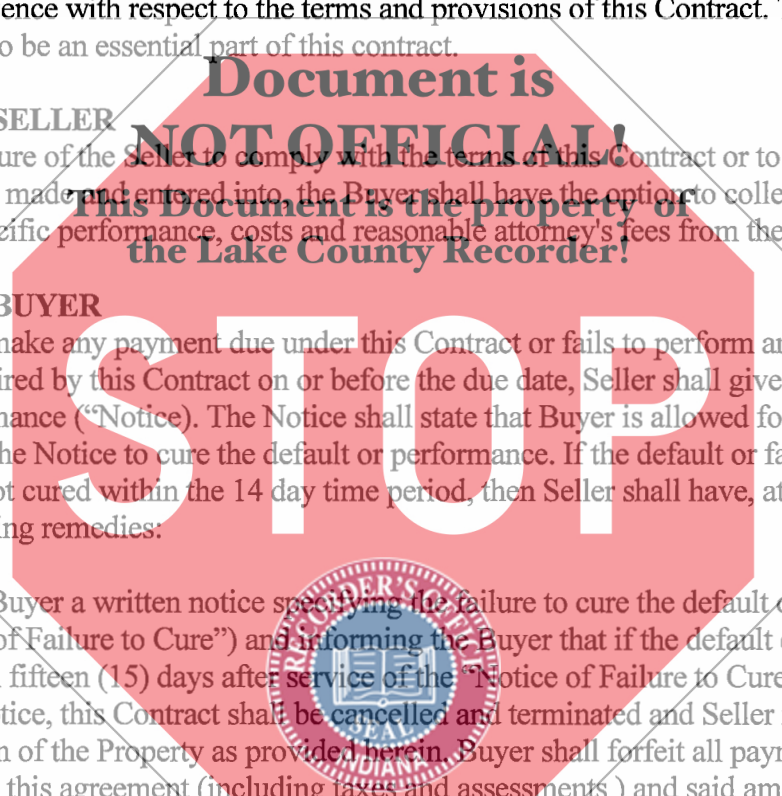 ence with respect to the terms and provisions of this Contract.
o be an essential part of this contract.
Document is
SELLER
NOT OFFICIAL!
ure of the Seller to comply with the terms of this Contract or to
made and entered into, the Buyer shall have the option to colle
This Document is the property of
cific performance, costs and reasonable attorney's fees from the
the Lake County Recorder!
BUYER
make any payment due under this Contract or fails to perform an
ired by this Contract on or before the due date, Seller shall give
mance (“Notice). The Notice shall state that Buyer is allowed fo
he Notice to cure the default or performance. If the default or fa
ot cured within the 14 day time period, then Seller shall have, at
ing remedies:
STOP
Buyer a written notice specifying the failure to cure the default
of Failure to Cure”) and informing the Buyer that if the default
fifteen (15) days after service of the “Notice of Failure to Cure
tice, this Contract shall be cancelled and terminated and Seller
n of the Property as provided herein. Buyer shall forfeit all payn
this agreement (including taxes and assessments ) and said am
RECORDER'S OFFICE
SEAL
INDIANA